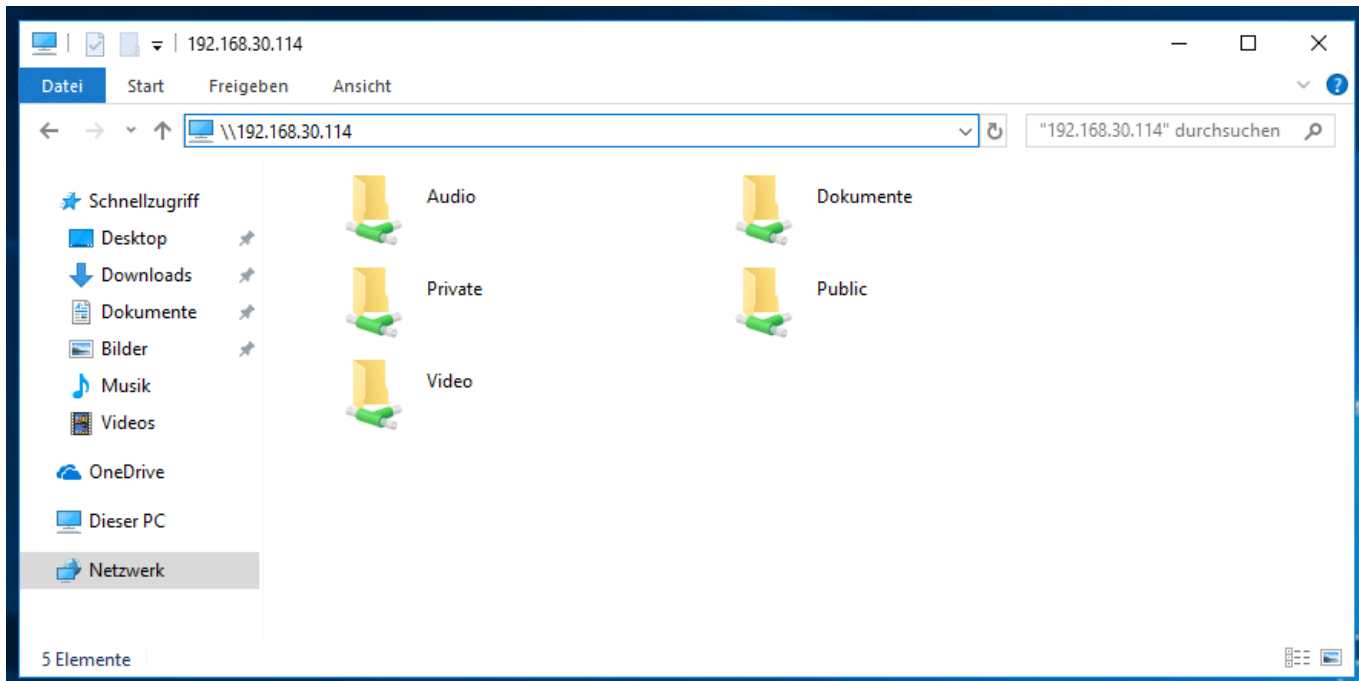 192.168.30.114
Datei Start Freigeben Ansicht
\\192.168.30.114
"192.168.30.114" durchsuchen
Schnellzugriff
Desktop
Downloads
Dokumente
Bilder
Musik
Videos
OneDrive
Dieser PC
Netzwerk
Audio
Dokumente
Private
Public
Video
5 Elemente